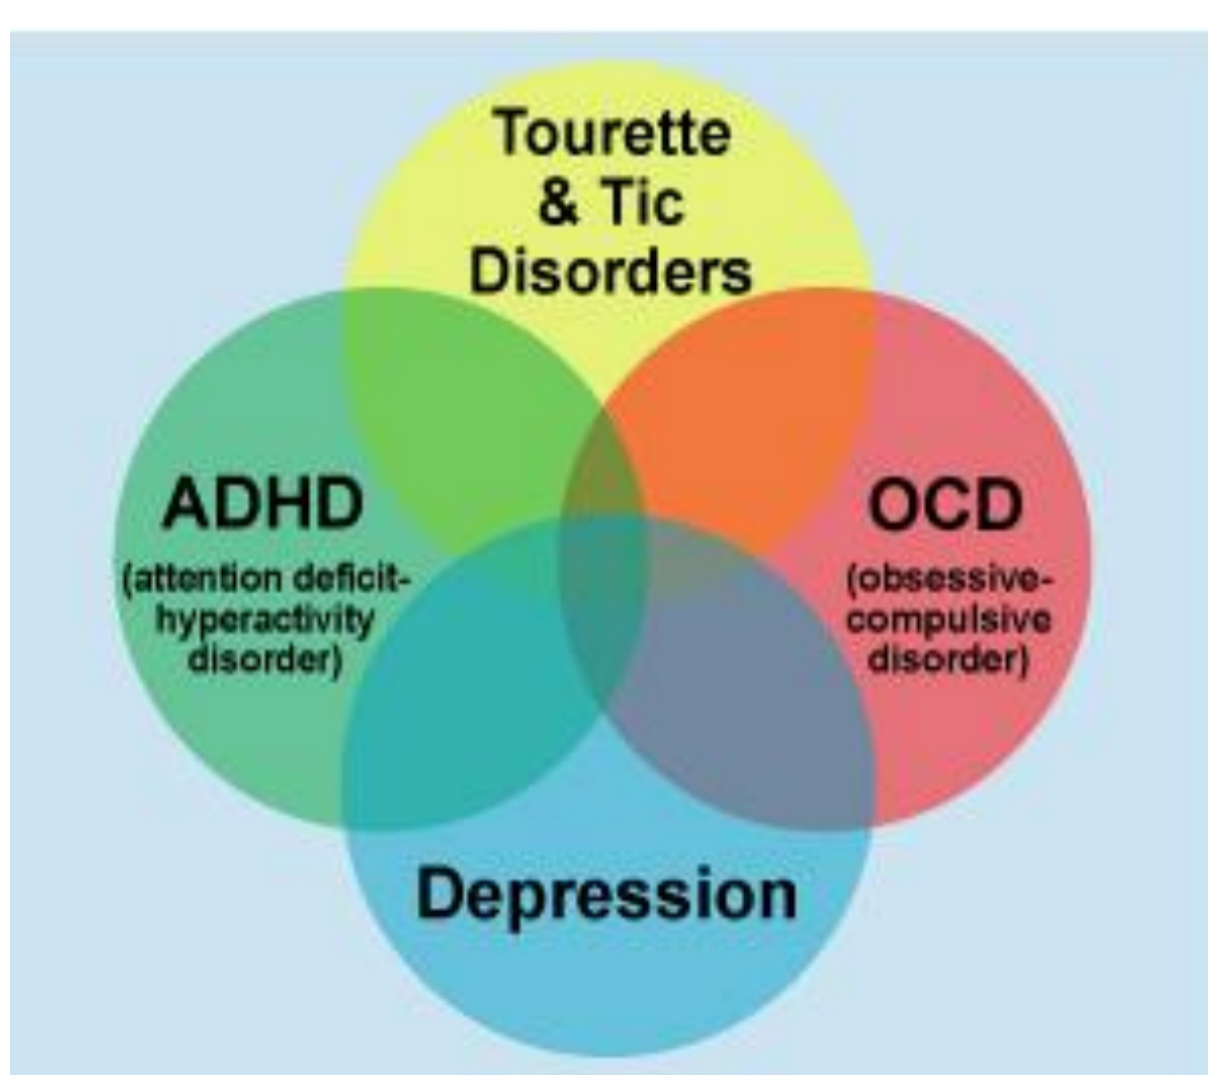 Tourette
& Tic
Disorders
ADHD
(attention deficit-
hyperactivity
disorder)
OCD
(obsessive-
compulsive
disorder)
Depression